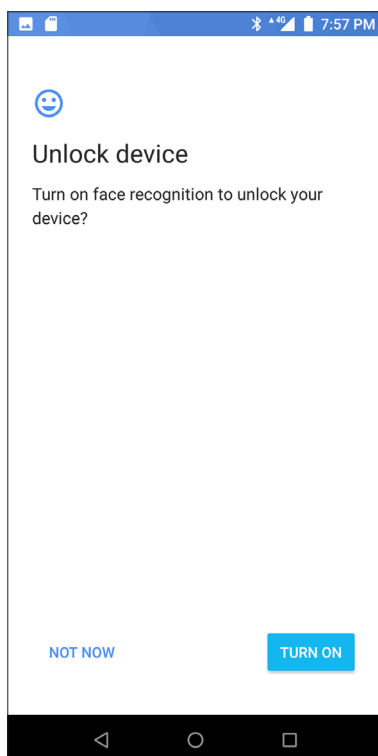 4G 7:57 PM
Unlock device
Turn on face recognition to unlock your
device?
NOT NOW TURN ON